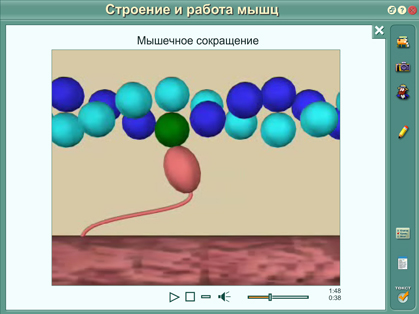 Строение и работа мышц
Мышечное сокращение
1:48
0:38
текст